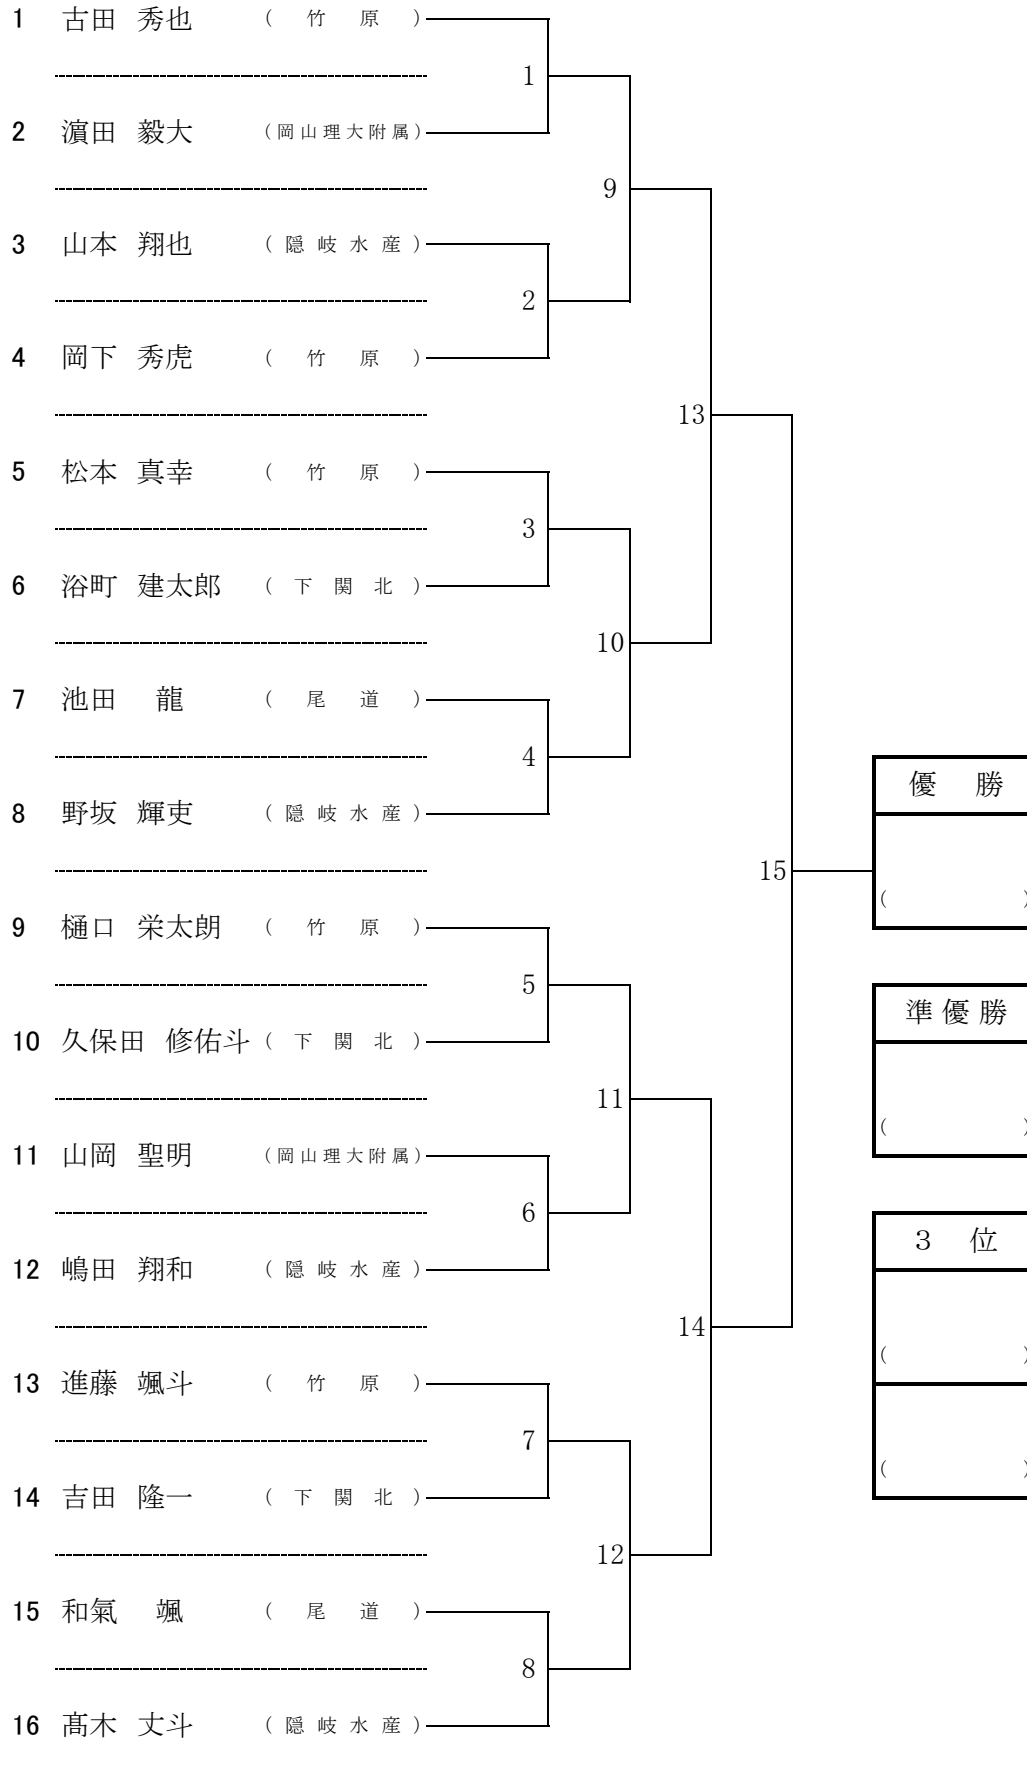 1 古田 秀也 ( 竹 原 )
1
2 濵田 毅大 (岡山理大附属)
9
3 山本 翔也 ( 隠 岐 水 産 )
2
4 岡下 秀虎 ( 竹 原 )
13
5 松本 真幸 ( 竹 原 )
3
6 浴町 建太郎 ( 下 関 北 )
10
7 池田 龍 ( 尾 道 )
4
優 勝
8 野坂 輝吏 ( 隠 岐 水 産 )
15
( )
9 樋口 栄太朗 ( 竹 原 )
5
準優勝
10 久保田 修佑斗 ( 下 関 北 )
11
( )
11 山岡 聖明 (岡山理大附属)
6
3 位
12 嶋田 翔和 ( 隠 岐 水 産 )
14
( )
13 進藤 颯斗 ( 竹 原 )
7
( )
14 吉田 隆一 ( 下 関 北 )
12
15 和氣 颯 ( 尾 道 )
8
16 髙木 丈斗 ( 隠 岐 水 産 )